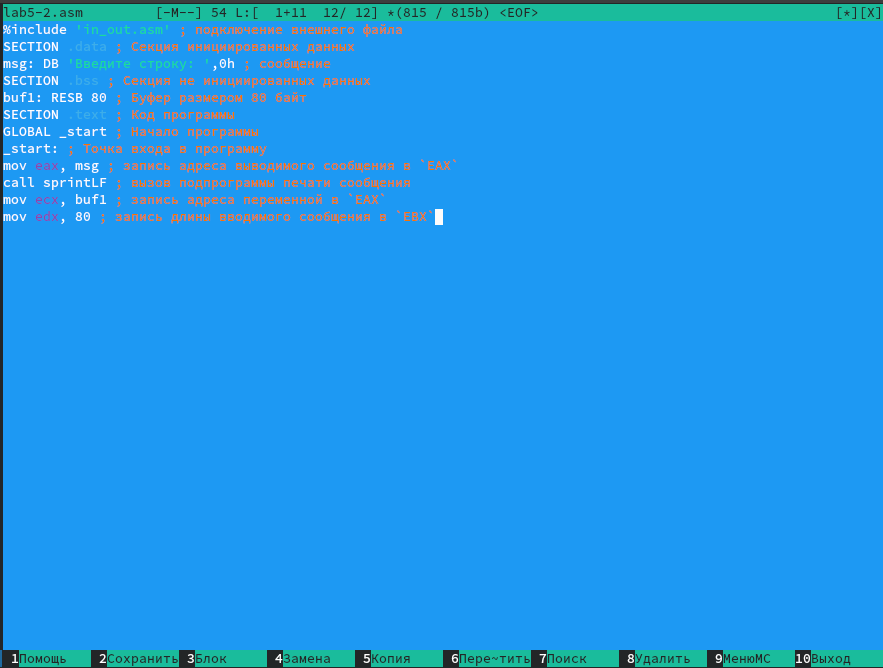 lab5-2.asm [-M--] 54 L:[ 1+11 12/ 12] *(815 / 815b) <EOF> [*][X]
%include 'in_out.asm' ; подключение внешнего файла
SECTION .data ; Секция инициированных данных
msg: DB 'Введите строку: ',0h ; сообщение
SECTION .bss ; Секция не инициированных данных
buf1: RESB 80 ; Буфер размером 80 байт
SECTION .text ; Код программы
GLOBAL _start ; Начало программы
_start: ; Точка входа в программу
mov eax, msg ; запись адреса выводимого сообщения в `EAX`
call sprintLF ; вызов подпрограммы печати сообщения
mov ecx, buf1 ; запись адреса переменной в `EAX`
mov edx, 80 ; запись длины вводимого сообщения в `EBX`
1Помощь 2Сохранить 3Блок 4Замена 5Копия 6Пере~тить 7Поиск 8Удалить 9МенюMC 10Выход